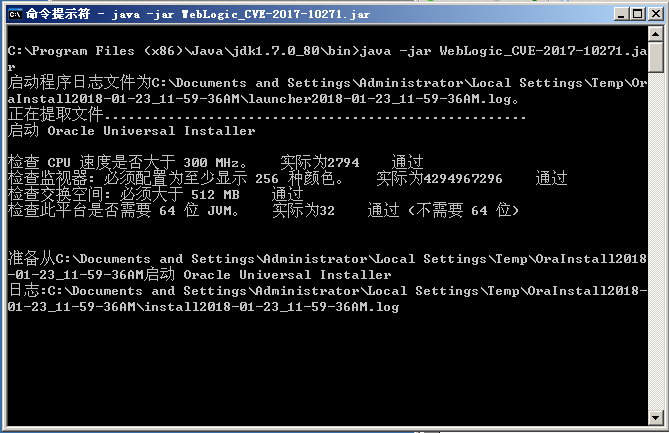 命令提示符 - java -jar WebLogic_CVE-2017-10271.jar
C:\Program Files (x86)\Java\jdk1.7.0_80\bin>java -jar WebLogic_CVE-2017-10271.ja
r
启动程序日志文件为C:\Documents and Settings\Administrator\Local Settings\Temp\Ora
aInstall2018-01-23_11-59-36AM\launcher2018-01-23_11-59-36AM.log。
正在提取文件.....................................................
启动 Oracle Universal Installer
检查 CPU 速度是否大于 300 MHz。 实际为2794 通过
检查监视器: 必须配置为至少显示 256 种颜色。 实际为4294967296 通过
检查交换空间: 必须大于 512 MB 通过
检查此平台是否需要 64 位 JVM。 实际为32 通过 (不需要 64 位)
准备从C:\Documents and Settings\Administrator\Local Settings\Temp\OraInstall2018
-01-23_11-59-36AM启动 Oracle Universal Installer
日志:C:\Documents and Settings\Administrator\Local Settings\Temp\OraInstall2018-
01-23_11-59-36AM\install2018-01-23_11-59-36AM.log